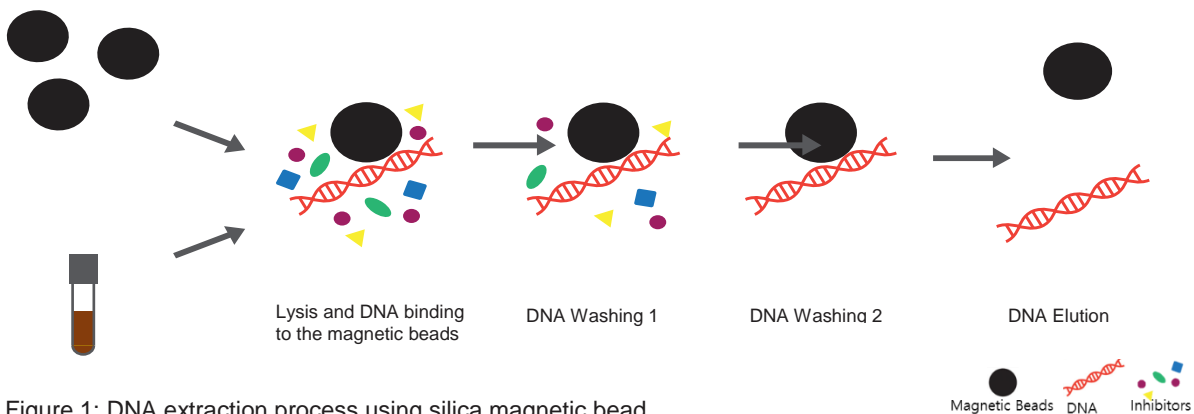 Lysis and DNA binding
to the magnetic beads
DNA Washing 1
DNA Washing 2
DNA Elution
Magnetic Beads DNA Inhibitors
Figure 1: DNA extraction process using silica magnetic bead